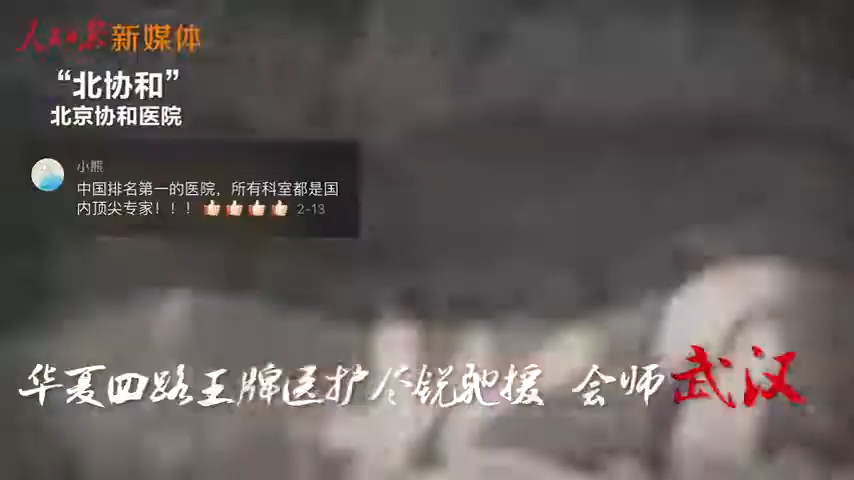 人民日报新媒体
“北协和”
北京协和医院
小熊
中国排名第一的医院，所有科室都是国
内顶尖专家！！！ 2-13
华夏四路王牌医护尽锐驰援 会师武汉